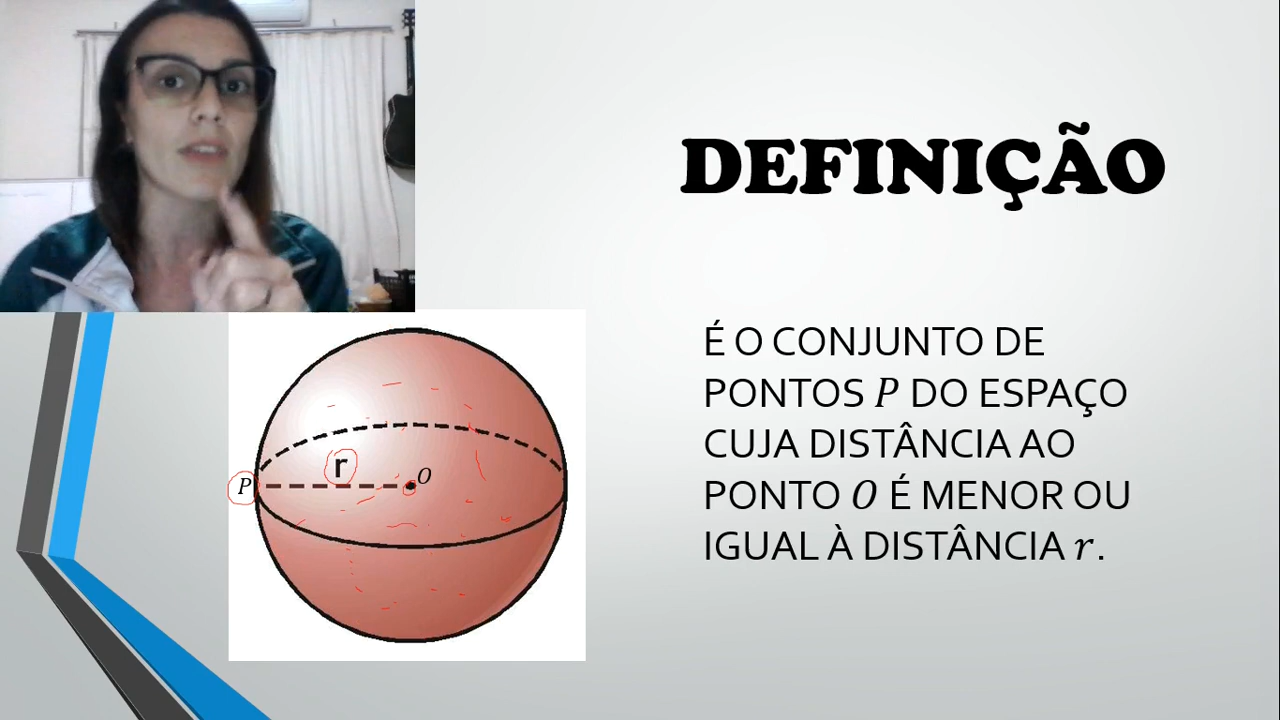 DEFINIÇÃO
É O CONJUNTO DE
PONTOS P DO ESPAÇO
CUJA DISTÂNCIA AO
PONTO O É MENOR OU
IGUAL À DISTÂNCIA r.
r
P
O